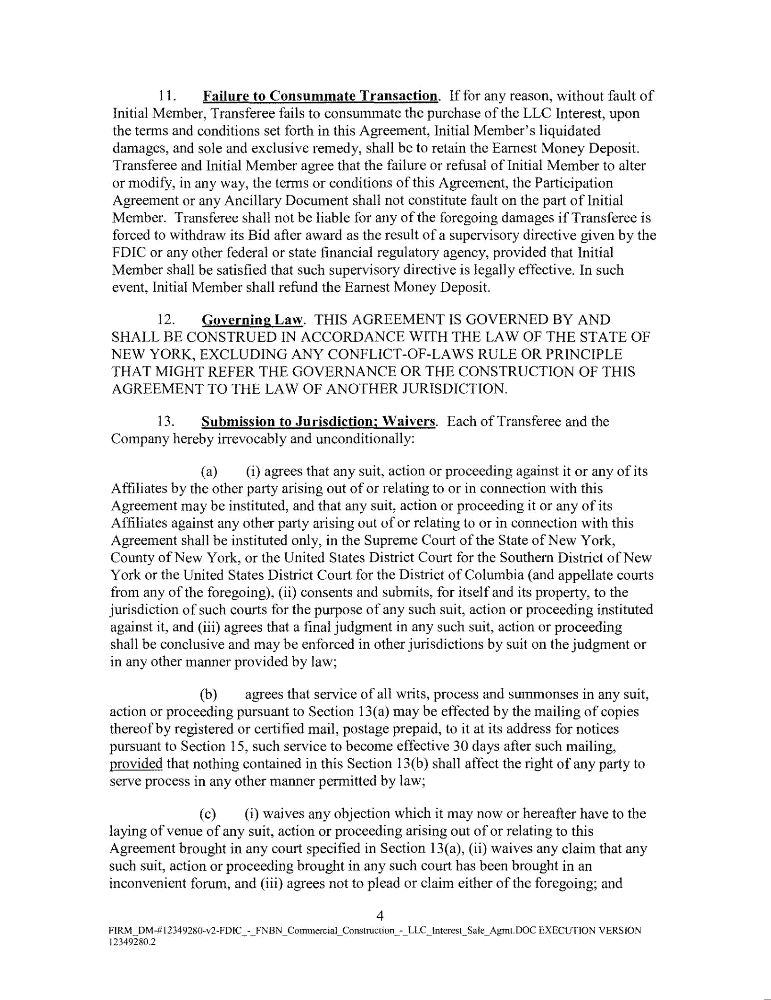 11. Failure to Consummate Transaction. If for any reason, without fault of
Initial Member, Transferee fails to consummate the purchase of the LLC Interest, upon
the terms and conditions set forth in this Agreement, Initial Member's liquidated
damages, and sole and exclusive remedy, shall be to retain the Earnest Money Deposit.
Transferee and Initial Member agree that the failure or refusal of Initial Member to alter
or modify, in any way, the terms or conditions of this Agreement, the Participation
Agreement or any Ancillary Document shall not constitute fault on the part of Initial
Member. Transferee shall not be liable for any of the foregoing damages if Transferee is
forced to withdraw its Bid after award as the result of a supervisory directive given by the
FDIC or any other federal or state financial regulatory agency, provided that Initial
Member shall be satisfied that such supervisory directive is legally effective. In such
event, Initial Member shall refund the Earnest Money Deposit.
12. Governing Law. THIS AGREEMENT IS GOVERNED BY AND
SHALL BE CONSTRUED IN ACCORDANCE WITH THE LAW OF THE STATE OF
NEW YORK, EXCLUDING ANY CONFLICT-OF-LAWS RULE OR PRINCIPLE
THAT MIGHT REFER THE GOVERNANCE OR THE CONSTRUCTION OF THIS
AGREEMENT TO THE LAW OF ANOTHER JURISDICTION.
13. Submission to Jurisdiction; Waivers. Each of Transferee and the
Company hereby irrevocably and unconditionally:
(a) (i) agrees that any suit, action or proceeding against it or any of its
Affiliates by the other party arising out of or relating to or in connection with this
Agreement may be instituted, and that any suit, action or proceeding it or any of its
Affiliates against any other party arising out of or relating to or in connection with this
Agreement shall be instituted only, in the Supreme Court of the State of New York,
County of New York, or the United States District Court for the Southern District of New
York or the United States District Court for the District of Columbia (and appellate courts
from any of the foregoing), (ii) consents and submits, for itself and its property, to the
jurisdiction of such courts for the purpose of any such suit, action or proceeding instituted
against it, and (iii) agrees that a final judgment in any such suit, action or proceeding
shall be conclusive and may be enforced in other jurisdictions by suit on the judgment or
in any other manner provided by law;
(b) agrees that service of all writs, process and summonses in any suit,
action or proceeding pursuant to Section 13(a) may be effected by the mailing of copies
thereof by registered or certified mail, postage prepaid, to it at its address for notices
pursuant to Section 15, such service to become effective 30 days after such mailing,
provided that nothing contained in this Section 13(b) shall affect the right of any party to
serve process in any other manner permitted by law;
(c) (i) waives any objection which it may now or hereafter have to the
laying of venue of any suit, action or proceeding arising out of or relating to this
Agreement brought in any court specified in Section 13(a), (ii) waives any claim that any
such suit, action or proceeding brought in any such court has been brought in an
inconvenient forum, and (iii) agrees not to plead or claim either of the foregoing; and
4
FIRM_DM-#12349280-v2-FDIC_-_FNBN_Commercial_Construction_-_LLC_Interest_Sale_Agmt.DOC EXECUTION VERSION
12349280.2